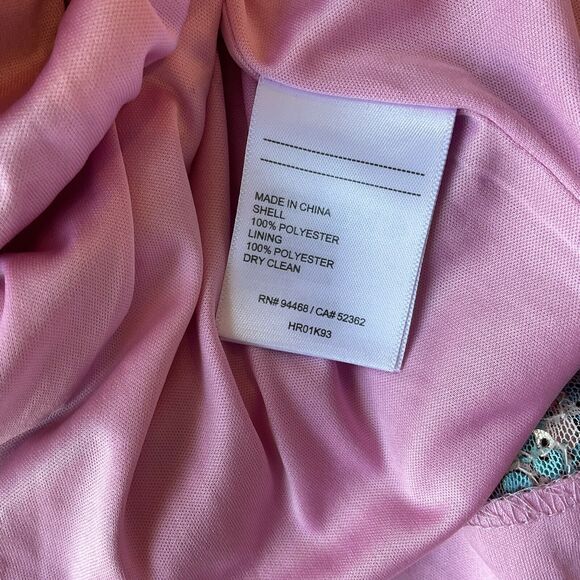 MADE IN CHINA
SHELL
100% POLYESTER
LINING
100% POLYESTER
DRY CLEAN
RN# 94468 / CA# 52362
HR01K93